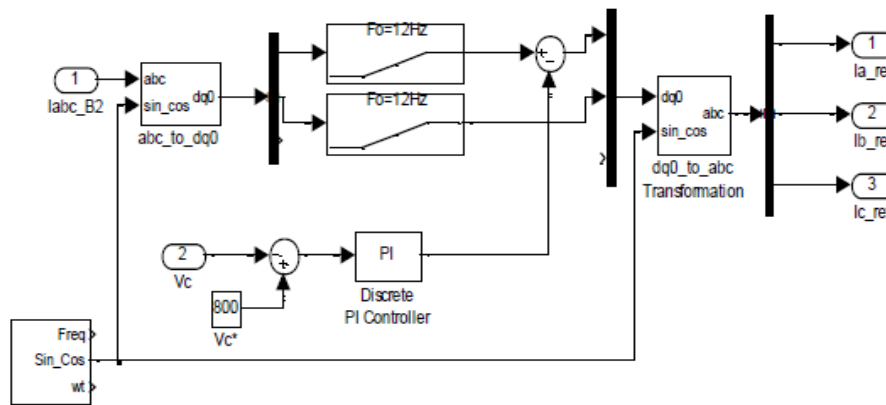 1
Iabc_B2
abc
sin_cos
dq0
abc_to_dq0
Fo=12Hz
Fo=12Hz
dq0
sin_cos
abc
dq0_to_abc
Transformation
1
Ia_re
2
Ib_re
3
Ic_re
2
Vc
800
Vc*
PI
Discrete
PI Controller
Freq
Sin_Cos
wt